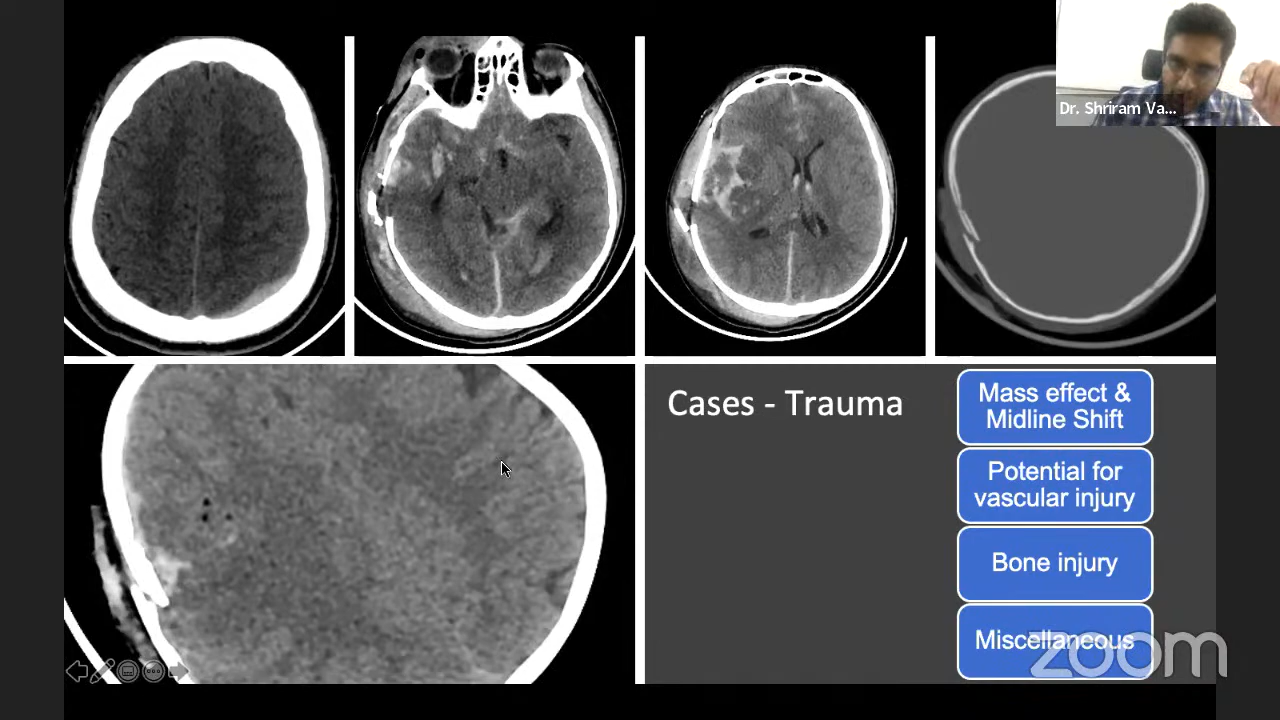 Dr. Shriram Va...
Cases - Trauma
Mass effect &
Midline Shift
Potential for
vascular injury
Bone injury
Miscellaneous
zoom